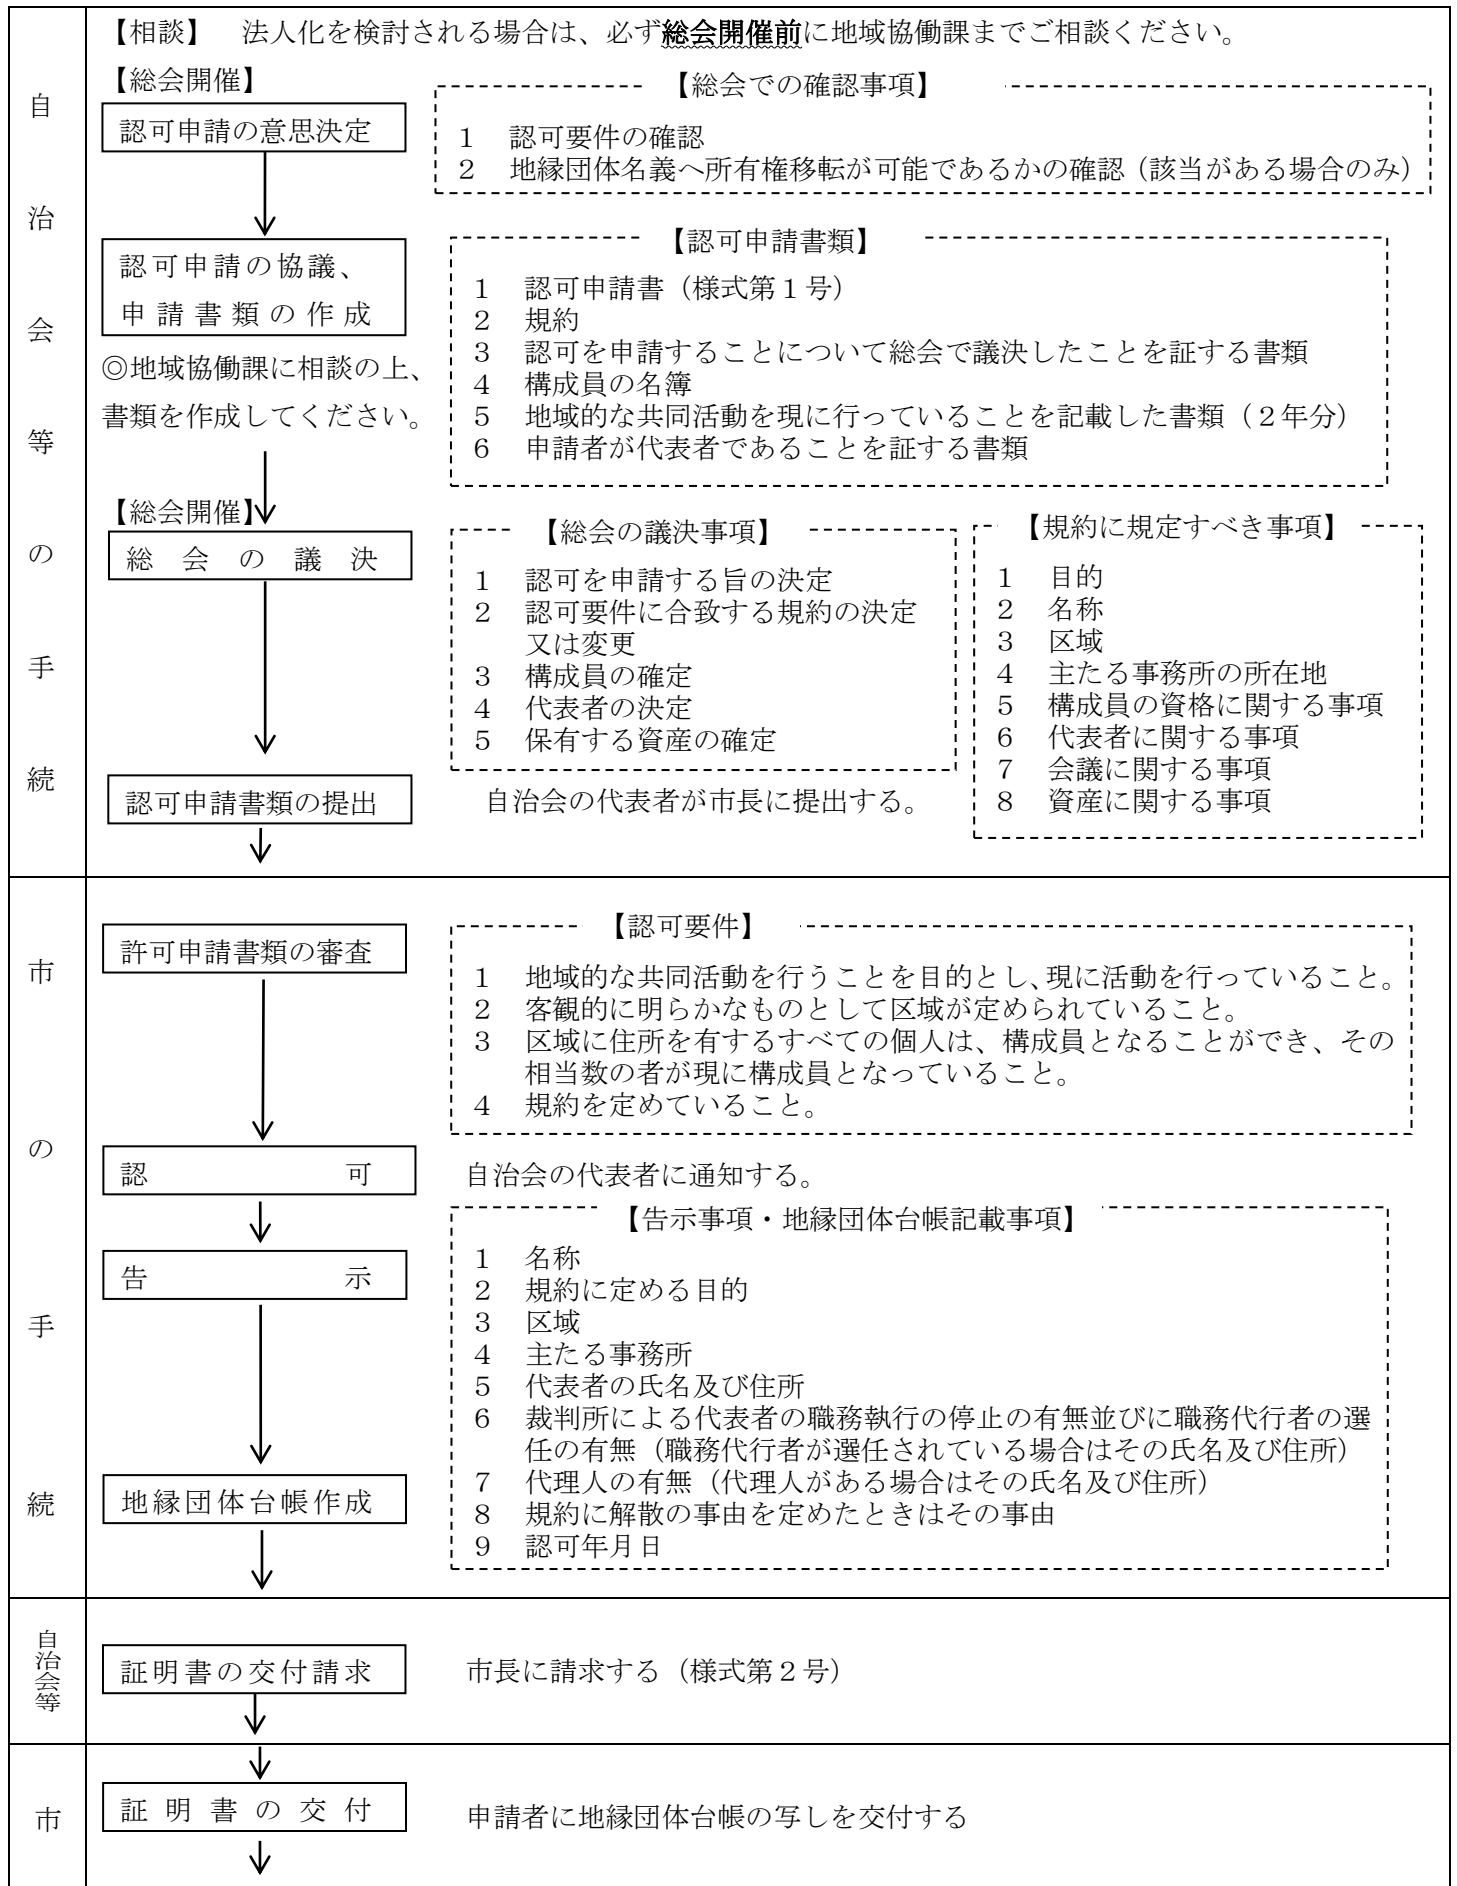 自治会等の手続
【相談】　法人化を検討される場合は、必ず総会開催前に地域協働課までご相談ください。
【総会開催】
認可申請の意思決定
【総会での確認事項】
１　認可要件の確認
２　地縁団体名義へ所有権移転が可能であるかの確認（該当がある場合のみ）
認可申請の協議、
申請書類の作成
◎地域協働課に相談の上、
書類を作成してください。
【認可申請書類】
１　認可申請書（様式第１号）
２　規約
３　認可を申請することについて総会で議決したことを証する書類
４　構成員の名簿
５　地域的な共同活動を現に行っていることを記載した書類（２年分）
６　申請者が代表者であることを証する書類
【総会開催】
総会の議決
【総会の議決事項】
１　認可を申請する旨の決定
２　認可要件に合致する規約の決定
又は変更
３　構成員の確定
４　代表者の決定
５　保有する資産の確定
【規約に規定すべき事項】
１　目的
２　名称
３　区域
４　主たる事務所の所在地
５　構成員の資格に関する事項
６　代表者に関する事項
７　会議に関する事項
８　資産に関する事項
認可申請書類の提出
自治会の代表者が市長に提出する。
市の手続
許可申請書類の審査
【認可要件】
１　地域的な共同活動を行うことを目的とし、現に活動を行っていること。
２　客観的に明らかなものとして区域が定められていること。
３　区域に住所を有するすべての個人は、構成員となることができ、その
相当数の者が現に構成員となっていること。
４　規約を定めていること。
認可
自治会の代表者に通知する。
告示
【告示事項・地縁団体台帳記載事項】
１　名称
２　規約に定める目的
３　区域
４　主たる事務所
５　代表者の氏名及び住所
６　裁判所による代表者の職務執行の停止の有無並びに職務代行者の選
任の有無（職務代行者が選任されている場合はその氏名及び住所）
７　代理人の有無（代理人がある場合はその氏名及び住所）
８　規約に解散の事由を定めたときはその事由
９　認可年月日
地縁団体台帳作成
自治会等
証明書の交付請求
市長に請求する（様式第２号）
市
証明書の交付
申請者に地縁団体台帳の写しを交付する